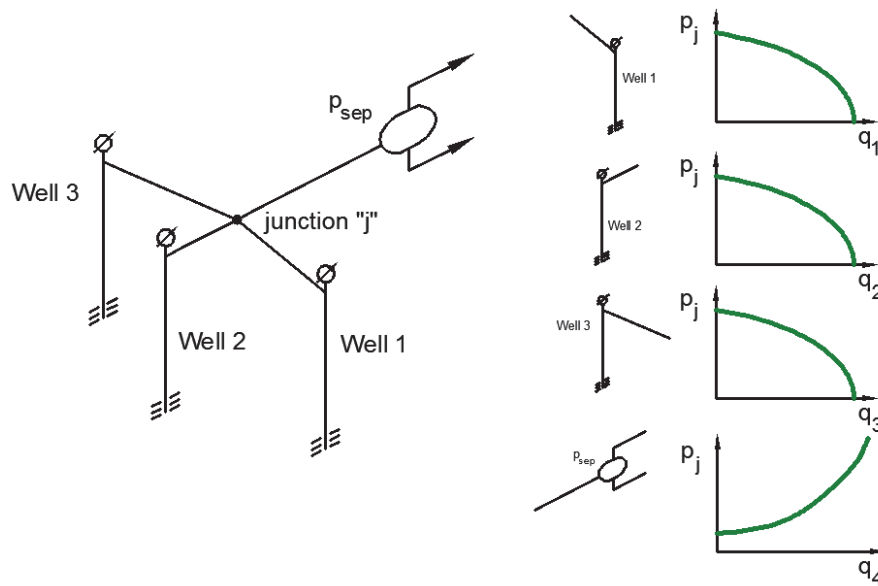 p_sep
Well 3
junction "j"
Well 2
Well 1
Well 1
p_j
q_1
Well 2
p_j
q_2
Well 3
p_j
q_3
p_sep
p_j
q_4